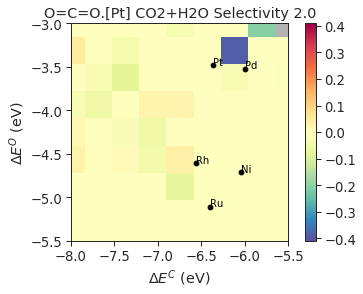 O=C=O.[Pt] CO2+H2O Selectivity 2.0
−3.0
−3.5
−4.0
−4.5
−5.0
−5.5
ΔE^O (eV)
Pt
Pd
Rh
Ni
Ru
−8.0 −7.5 −7.0 −6.5 −6.0 −5.5
ΔE^C (eV)
0.4
0.3
0.2
0.1
0.0
−0.1
−0.2
−0.3
−0.4